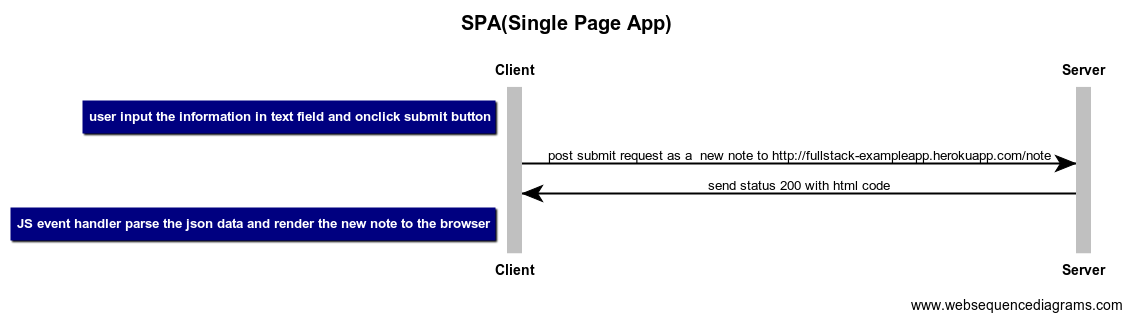 SPA(Single Page App)
Client Server
user input the information in text field and onclick submit button
post submit request as a  new note to http://fullstack-exampleapp.herokuapp.com/note
send status 200 with html code
JS event handler parse the json data and render the new note to the browser
Client Server
www.websequencediagrams.com